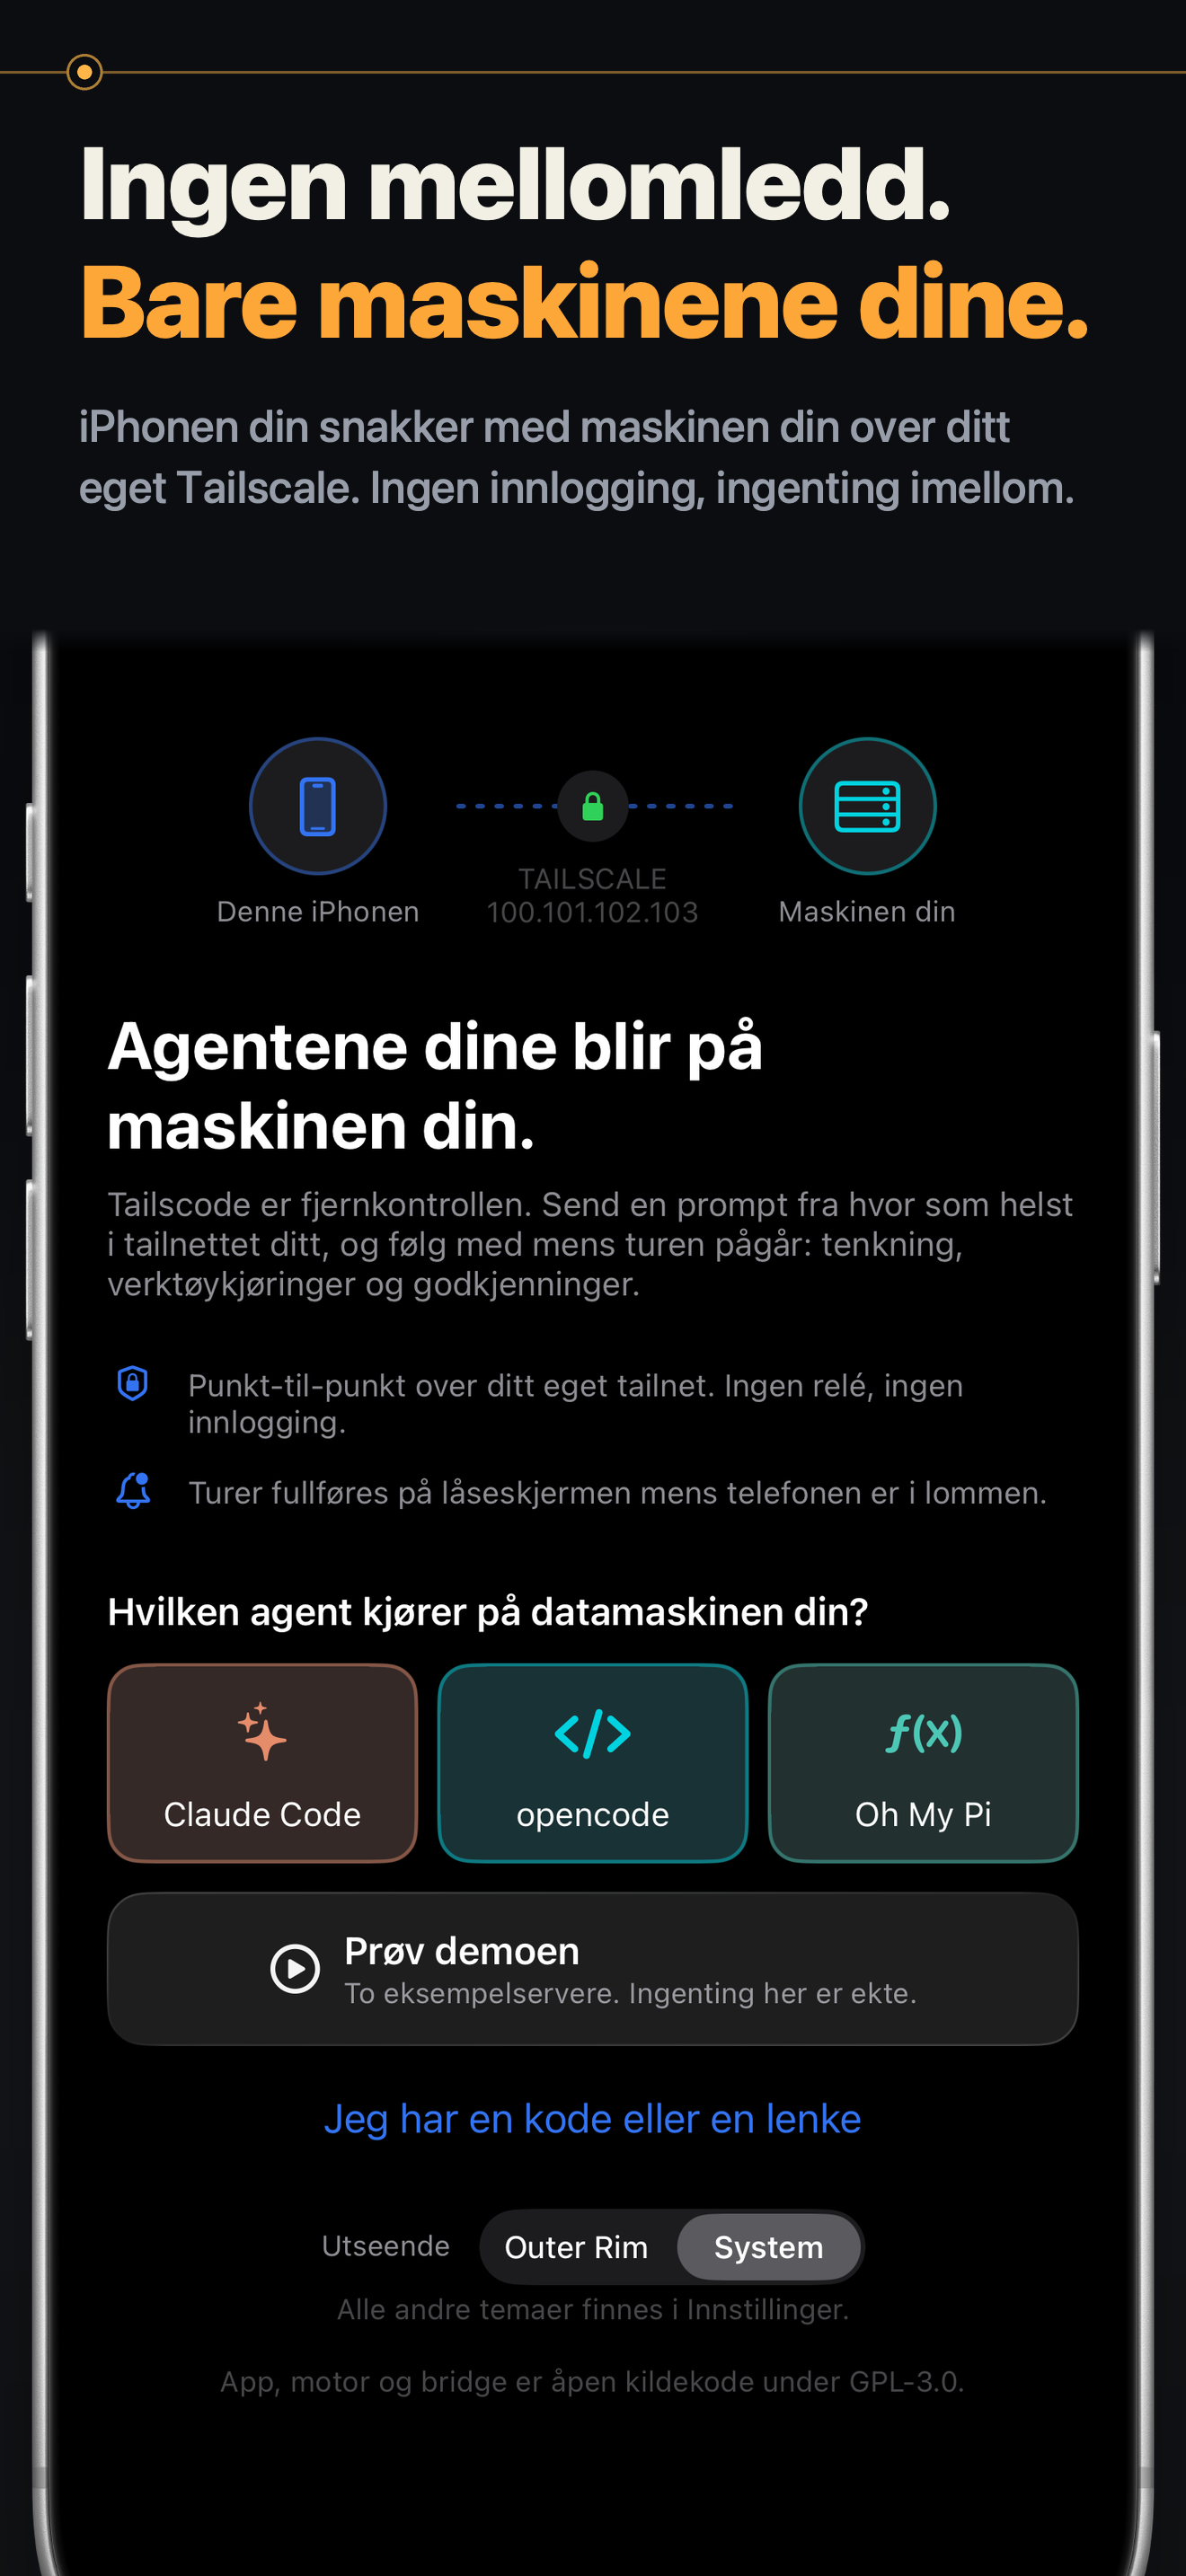 Ingen mellomledd.
Bare maskinene dine.
iPhonen din snakker med maskinen din over ditt
eget Tailscale. Ingen innlogging, ingenting imellom.
TAILSCALE
Denne iPhonen
100.101.102.103
Maskinen din
Agentene dine blir på
maskinen din.
Tailscode er fjernkontrollen. Send en prompt fra hvor som helst
i tailnettet ditt, og følg med mens turen pågår: tenkning,
verktøykjøringer og godkjenninger.
Punkt-til-punkt over ditt eget tailnet. Ingen relé, ingen
innlogging.
Turer fullføres på låseskjermen mens telefonen er i lommen.
Hvilken agent kjører på datamaskinen din?
</>
f(x)
Claude Code
opencode
Oh My Pi
Prøv demoen
To eksempelservere. Ingenting her er ekte.
Jeg har en kode eller en lenke
Utseende
Outer Rim
System
Alle andre temaer finnes i Innstillinger.
App, motor og bridge er åpen kildekode under GPL-3.0.